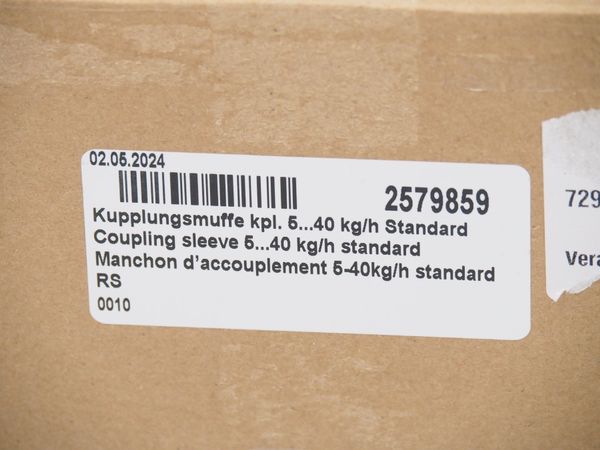 02.05.2024
2579859
Kupplungsmuffe kpl. 5...40 kg/h Standard
Coupling sleeve 5...40 kg/h standard
Manchon d'accouplement 5-40kg/h standard
RS
0010
729
Vera